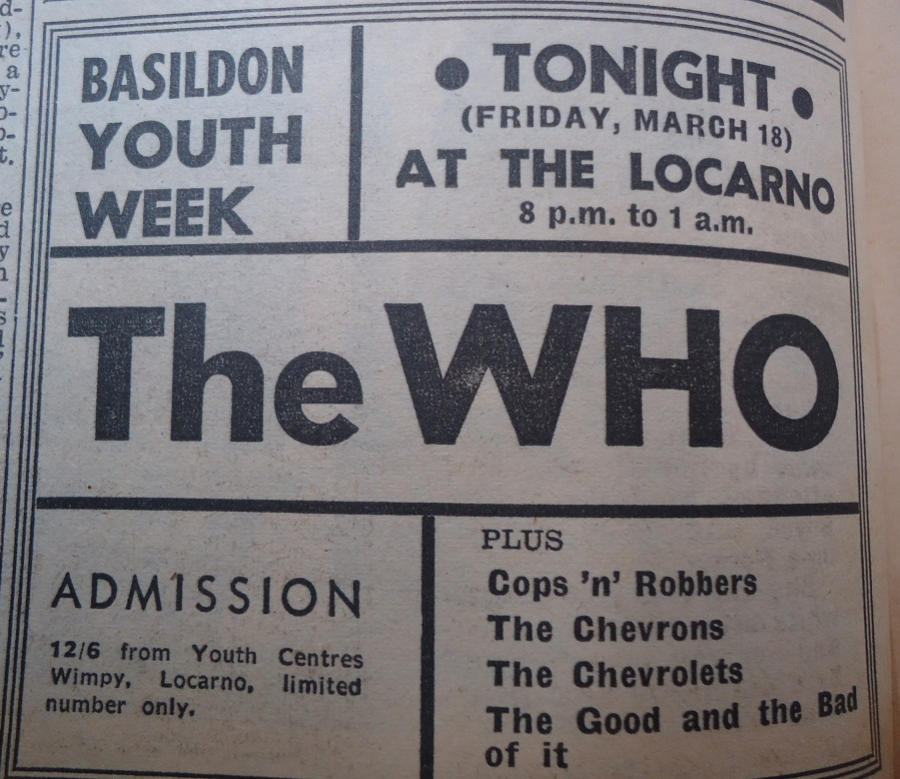 BASILDON
YOUTH
WEEK
• TONIGHT •
(FRIDAY, MARCH 18)
AT THE LOCARNO
8 p.m. to 1 a.m.
The WHO
ADMISSION
12/6 from Youth Centres
Wimpy, Locarno, limited
number only.
PLUS
Cops 'n' Robbers
The Chevrons
The Chevrolets
The Good and the Bad
of it